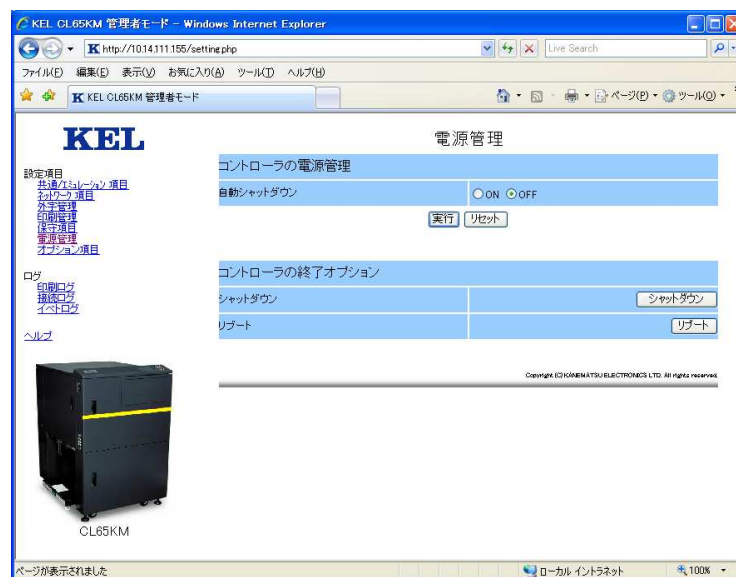 KEL CL65KM 管理者モード - Windows Internet Explorer
http://10.14.111.155/setting.php
Live Search
ファイル(F) 編集(E) 表示(V) お気に入り(A) ツール(T) ヘルプ(H)
KEL CL65KM 管理者モード
ページ(P) ツール(O)
KEL
設定項目
共通/エミュレーション 項目
ネットワーク 項目
外字管理
印刷管理
保守項目
電源管理
オプション項目
ログ
印刷ログ
接続ログ
イベントログ
ヘルプ
CL65KM
電源管理
コントローラの電源管理
自動シャットダウン ON OFF
実行 リセット
コントローラの終了オプション
シャットダウン シャットダウン
リブート リブート
Copyright (C) KANEMATSU ELECTRONICS LTD. All rights reserved.
ページが表示されました ローカル イントラネット 100%